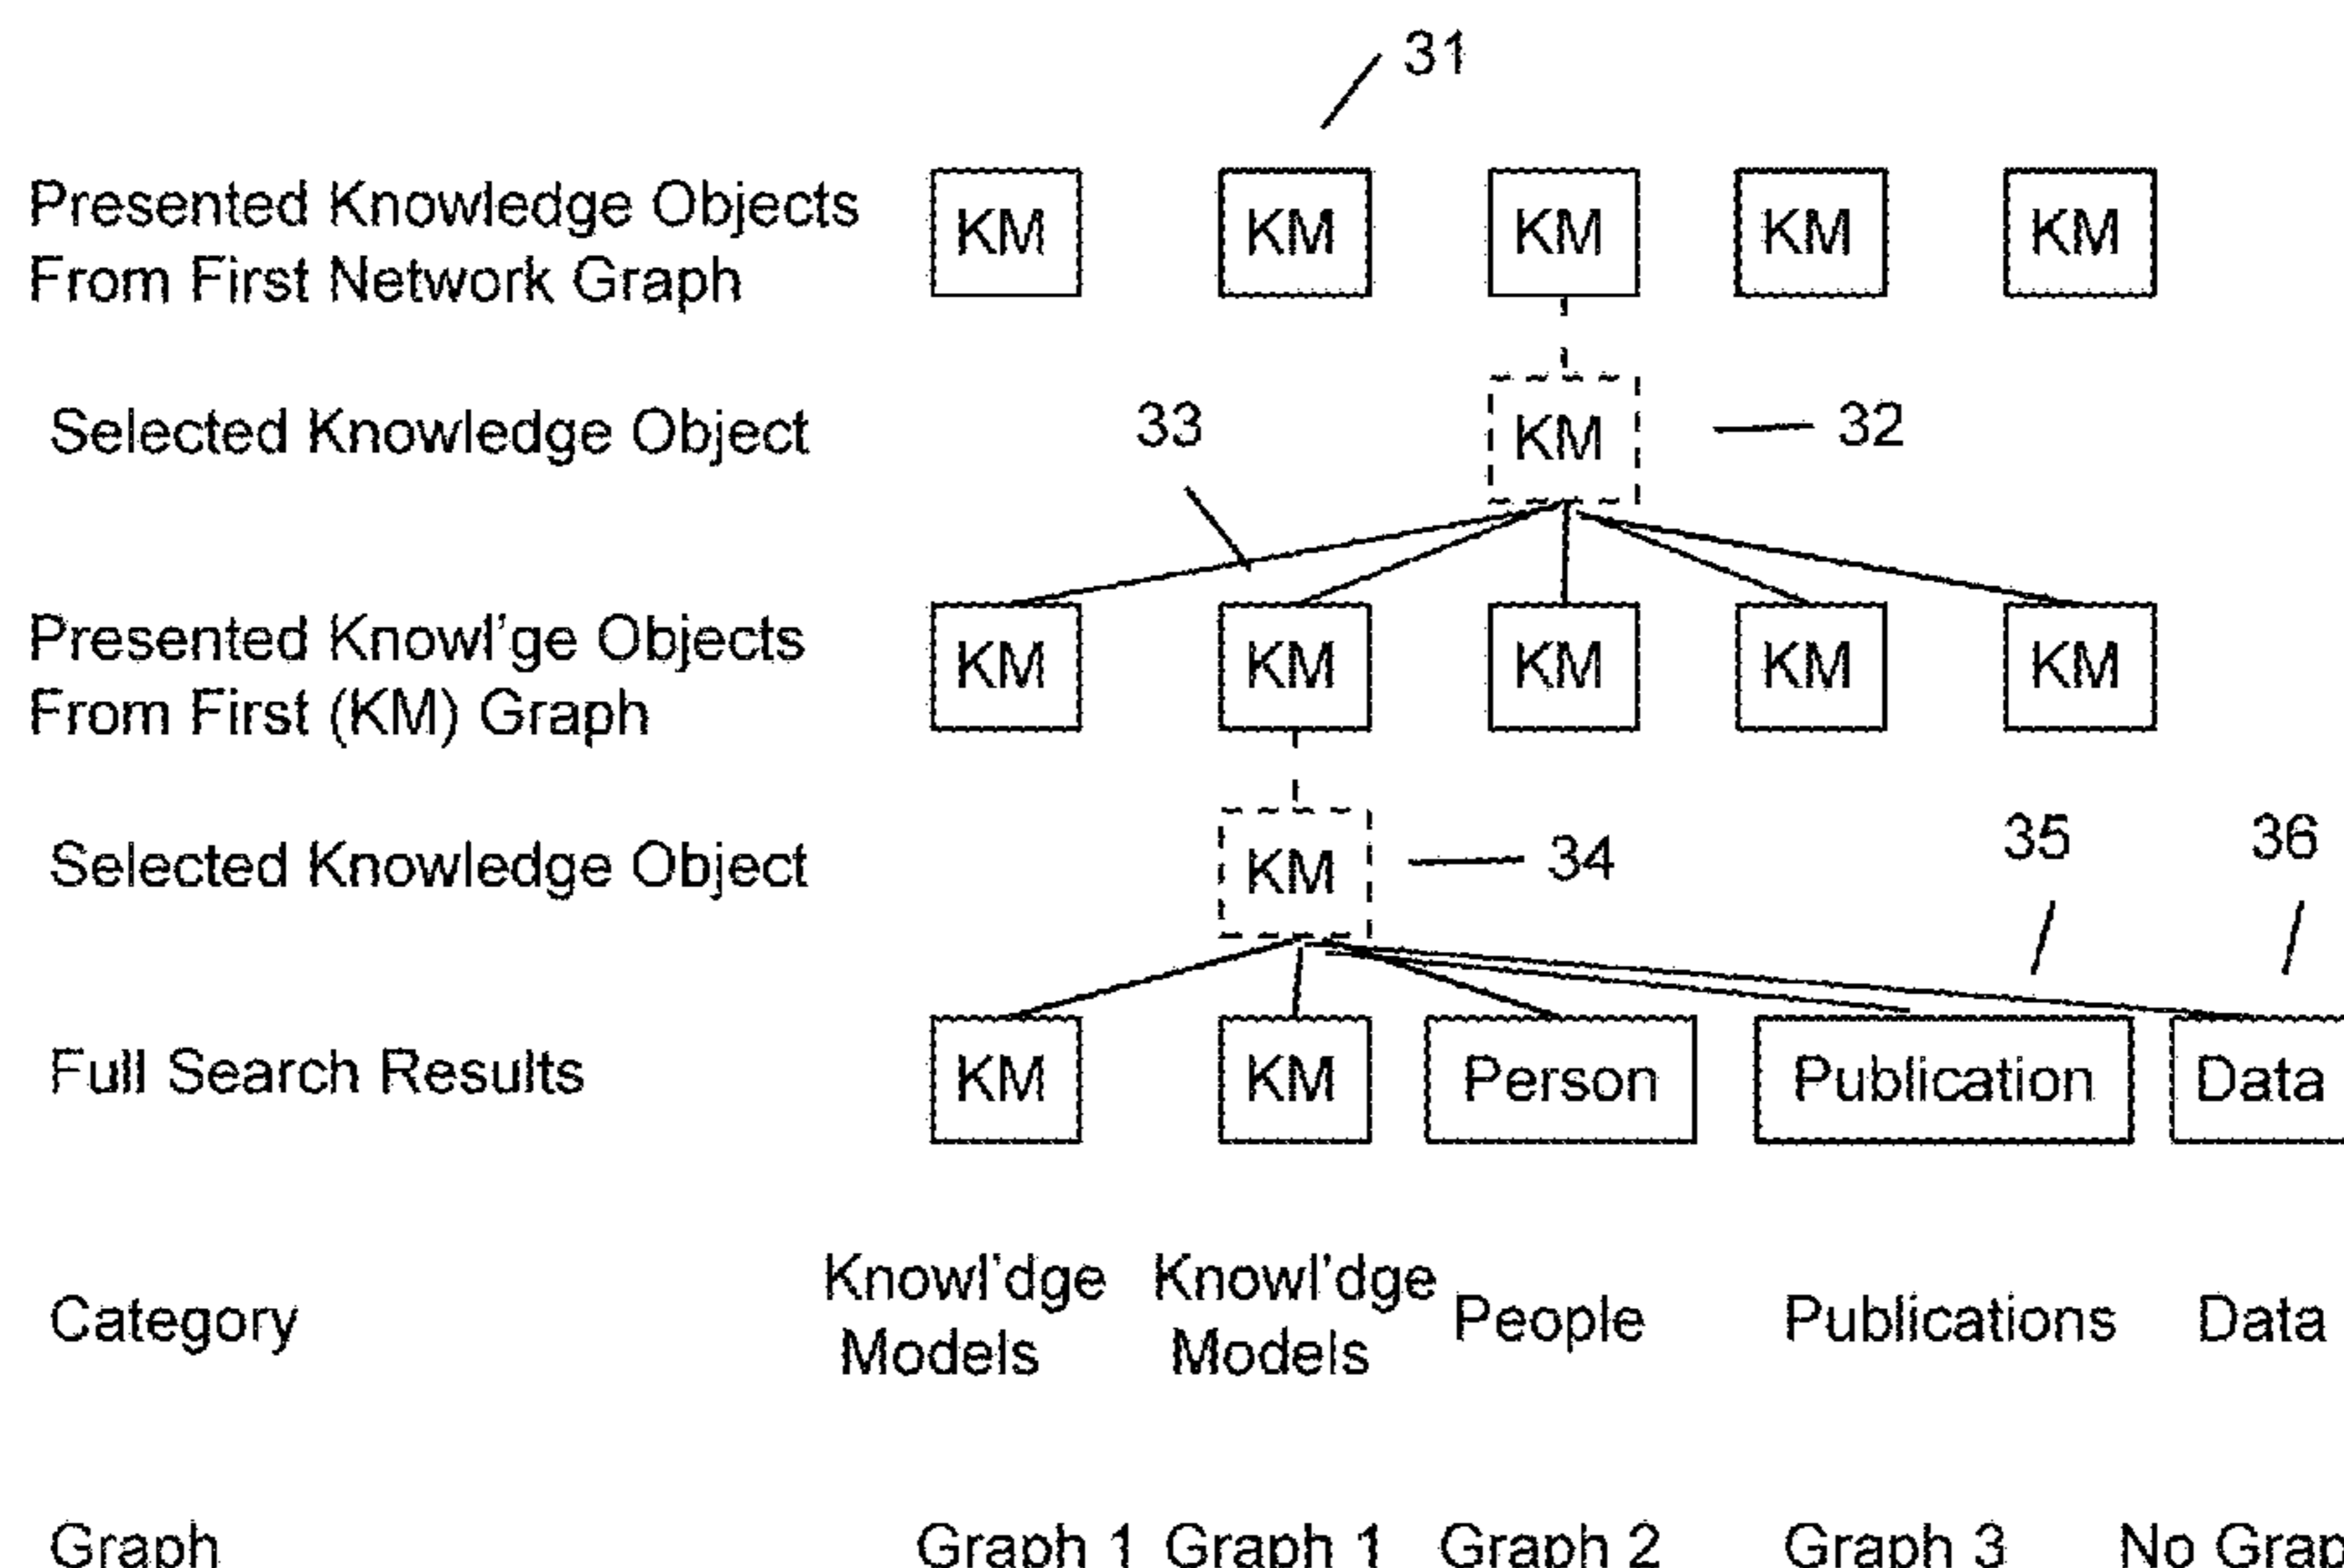 31
Presented Knowledge Objects
From First Network Graph
KM KM KM KM KM
Selected Knowledge Object
33
KM
32
Presented Knowl'ge Objects
From First (KM) Graph
KM KM KM KM KM
Selected Knowledge Object
KM
34
35
36
Full Search Results
KM KM Person Publication Data
Category
Knowl'dge Models
Knowl'dge Models
People
Publications
Data
Graph
Graph 1 Graph 1 Graph 2 Graph 3 No Grap